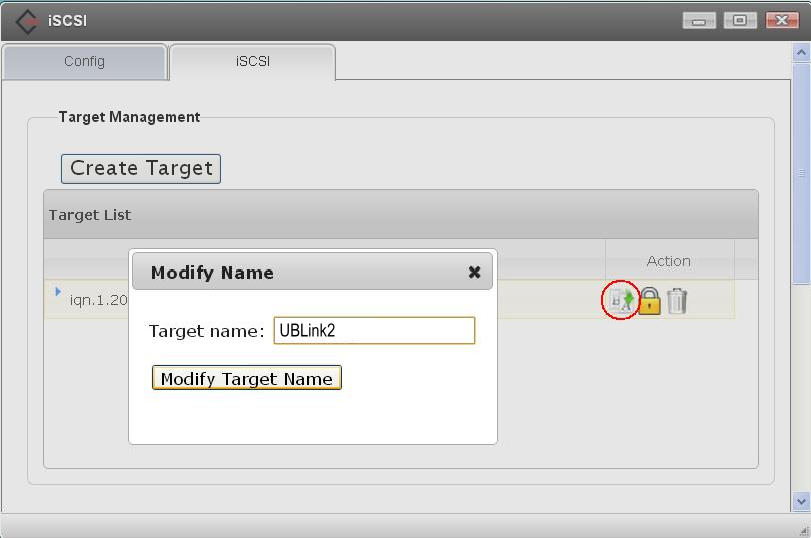 iSCSI
Config
iSCSI
Target Management
Create Target
Target List
Action
Modify Name
iqn.1.20
Target name: UBLink2
Modify Target Name